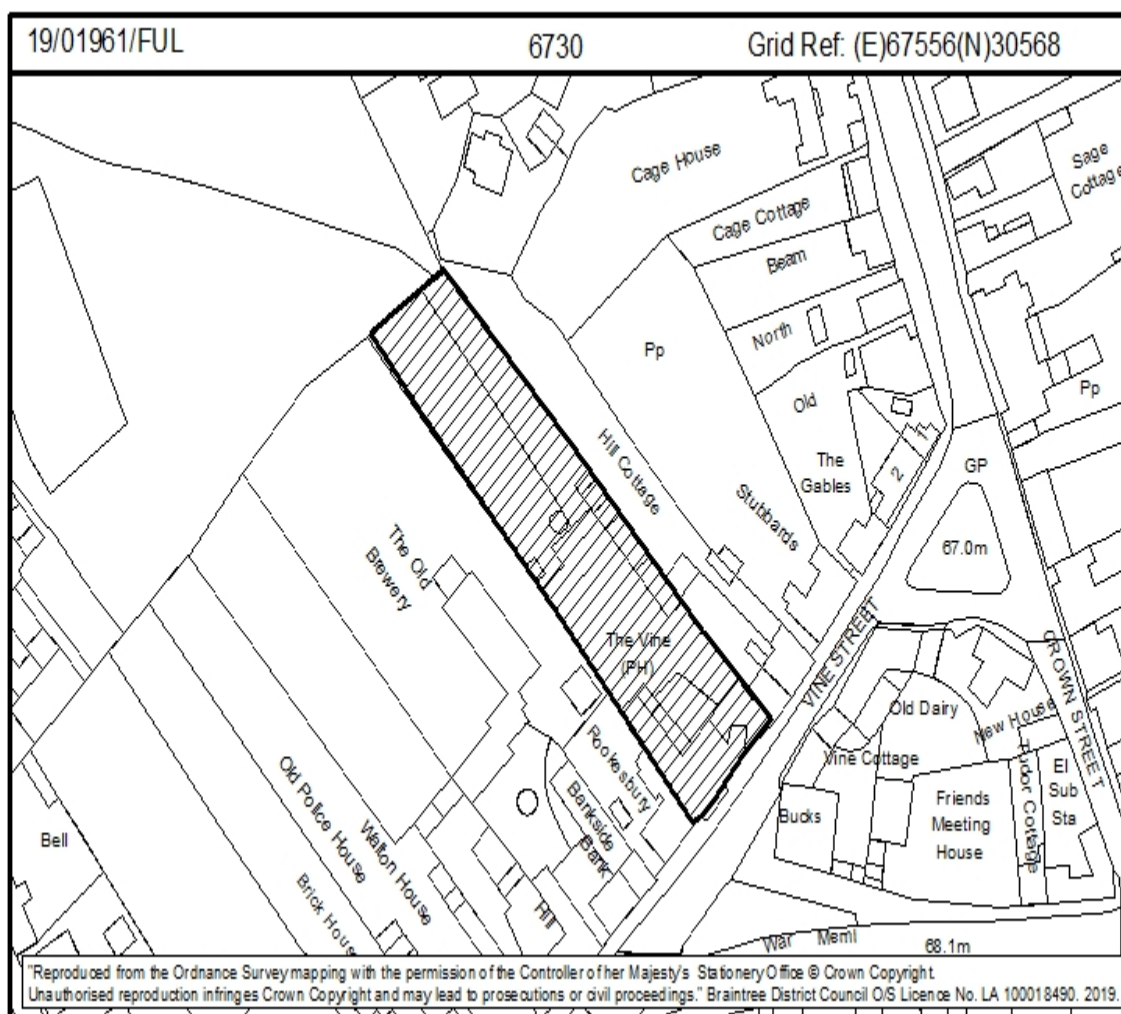 19/01961/FUL
6730
Grid Ref: (E)67556(N)30568
Cage House
Sage
Cottage
Cage Cottage
Beam
North
Pp
Old
Pp
The
Gables
1
2
GP
Hill Cottage
Stubbards
67.0m
The Old
Brewery
The Vine
(PH)
VINE STREET
CROWN STREET
Old Dairy
New House
Vine Cottage
Tudor Cottage
El
Sub
Sta
Rookesbury
Bankside
Bank
Bucks
Friends
Meeting
House
Old Police House
Walton House
Brick House
Bell
Hill
War Meml
68.1m
"Reproduced from the Ordnance Survey mapping with the permission of the Controller of her Majesty's Stationery Office © Crown Copyright.
Unauthorised reproduction infringes Crown Copyright and may lead to prosecutions or civil proceedings." Braintree District Council O/S Licence No. LA 100018490. 2019.